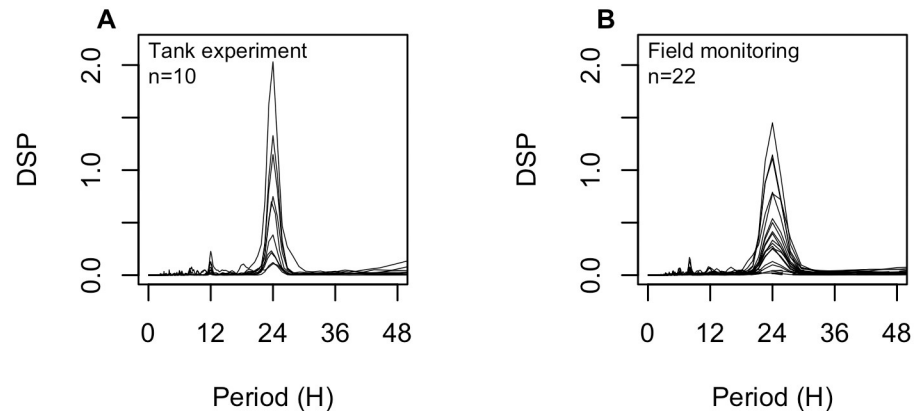 A
Tank experiment
n=10
DSP
2.0
1.0
0.0
0 12 24 36 48
Period (H)
B
Field monitoring
n=22
DSP
2.0
1.0
0.0
0 12 24 36 48
Period (H)